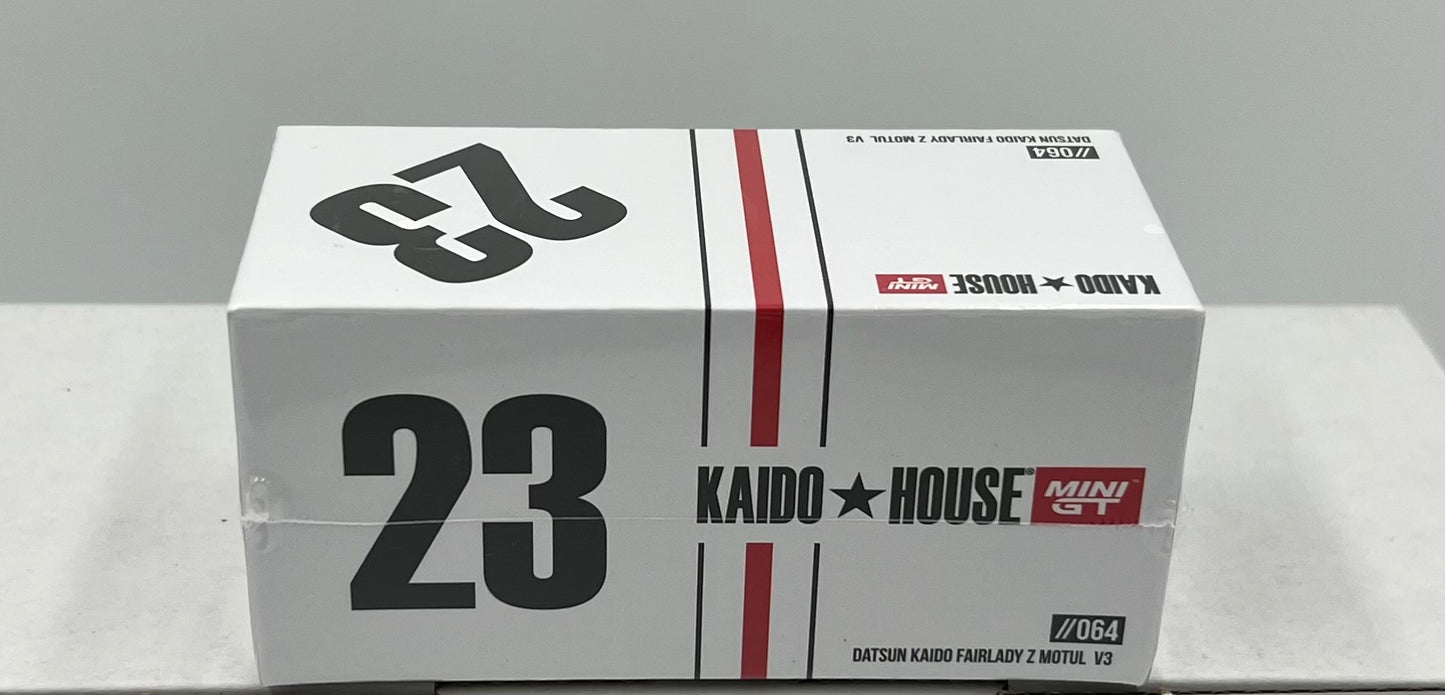 DATSUN KAIDO FAIRLADY Z MOTUL V3
//064
23
KAIDO★HOUSE MINI GT
23
KAIDO★HOUSE® MINI GT™
//064
DATSUN KAIDO FAIRLADY Z MOTUL V3